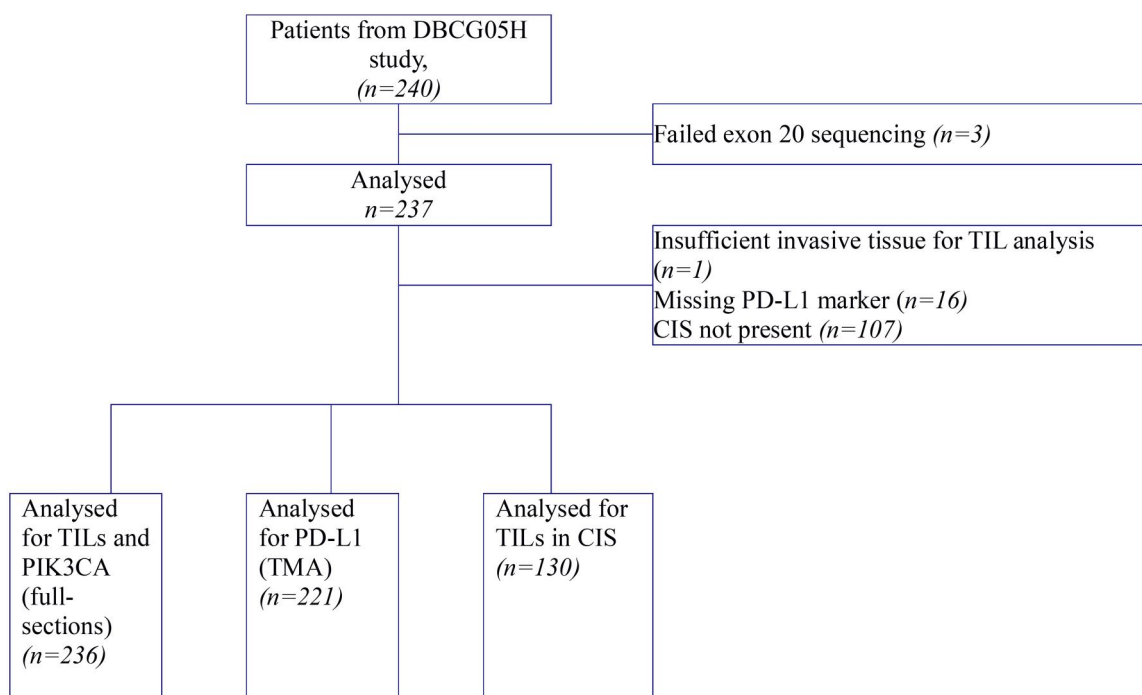 Patients from DBCG05H
study,
(n=240)
Failed exon 20 sequencing (n=3)
Analysed
n=237
Insufficient invasive tissue for TIL analysis
(n=1)
Missing PD-L1 marker (n=16)
CIS not present (n=107)
Analysed
for TILs and
PIK3CA
(full-
sections)
(n=236)
Analysed
for PD-L1
(TMA)
(n=221)
Analysed for
TILs in CIS
(n=130)